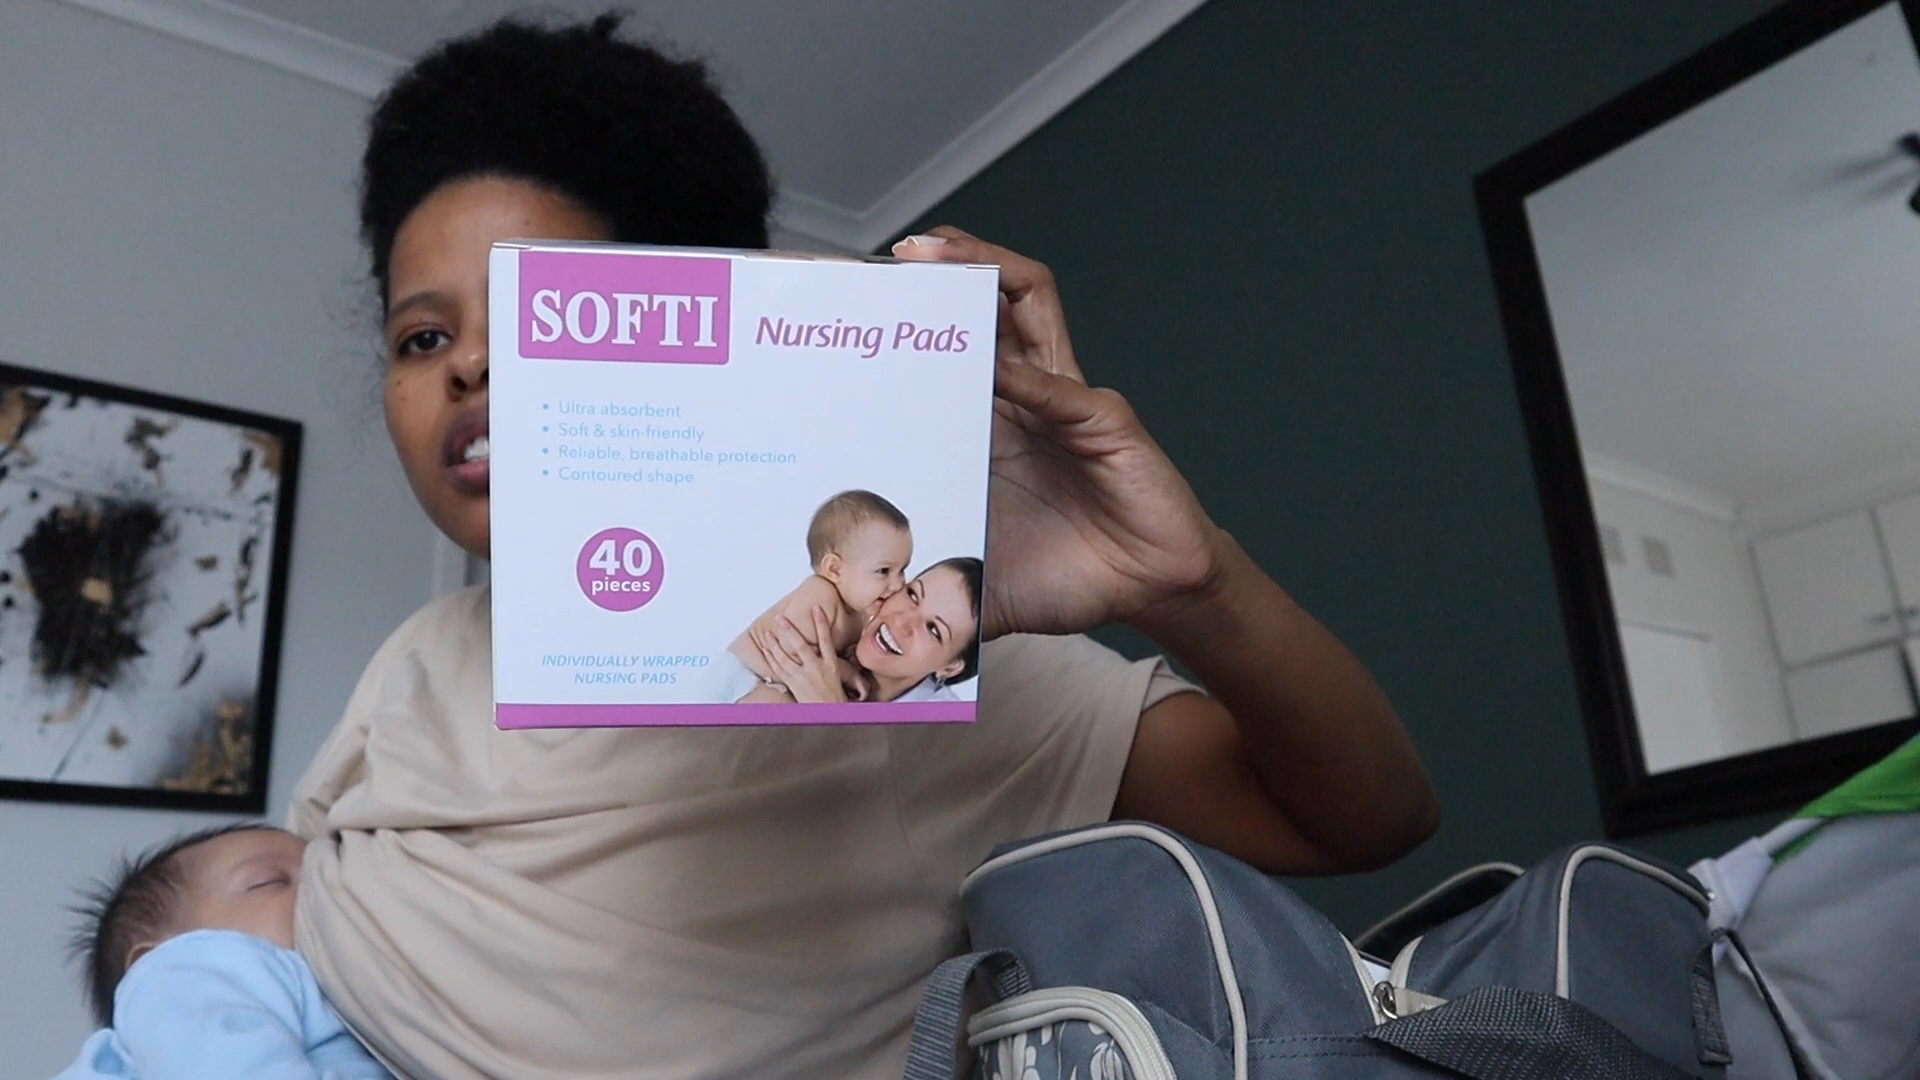 SOFTI
Nursing Pads
• Ultra absorbent
• Soft & skin-friendly
• Reliable, breathable protection
• Contoured shape
40
pieces
INDIVIDUALLY WRAPPED
NURSING PADS